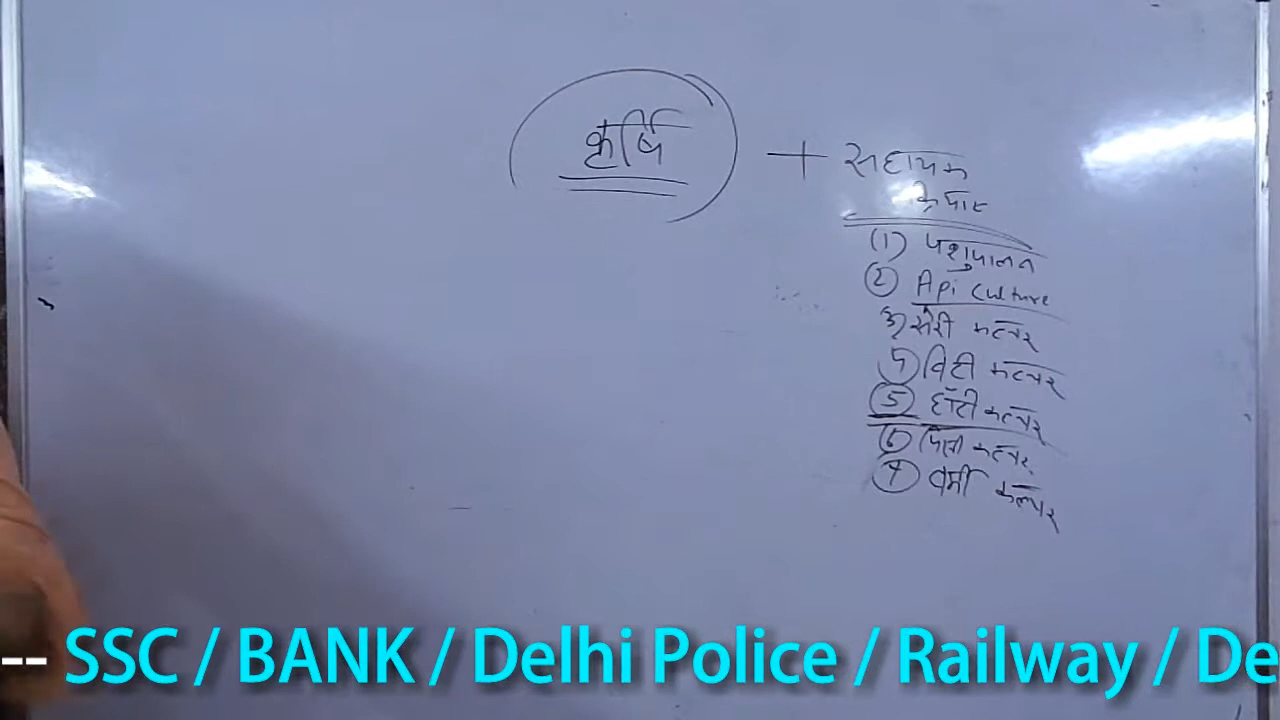 कृषि + सहायक
क्रियाए
(1) पशुपालन
(2) Api culture
3) सेरी कल्चर
4) विटी कल्चर
(5) हॉर्टी कल्चर
(6) पिसी कल्चर
(7) वर्मी कल्चर
-- SSC / BANK / Delhi Police / Railway / De